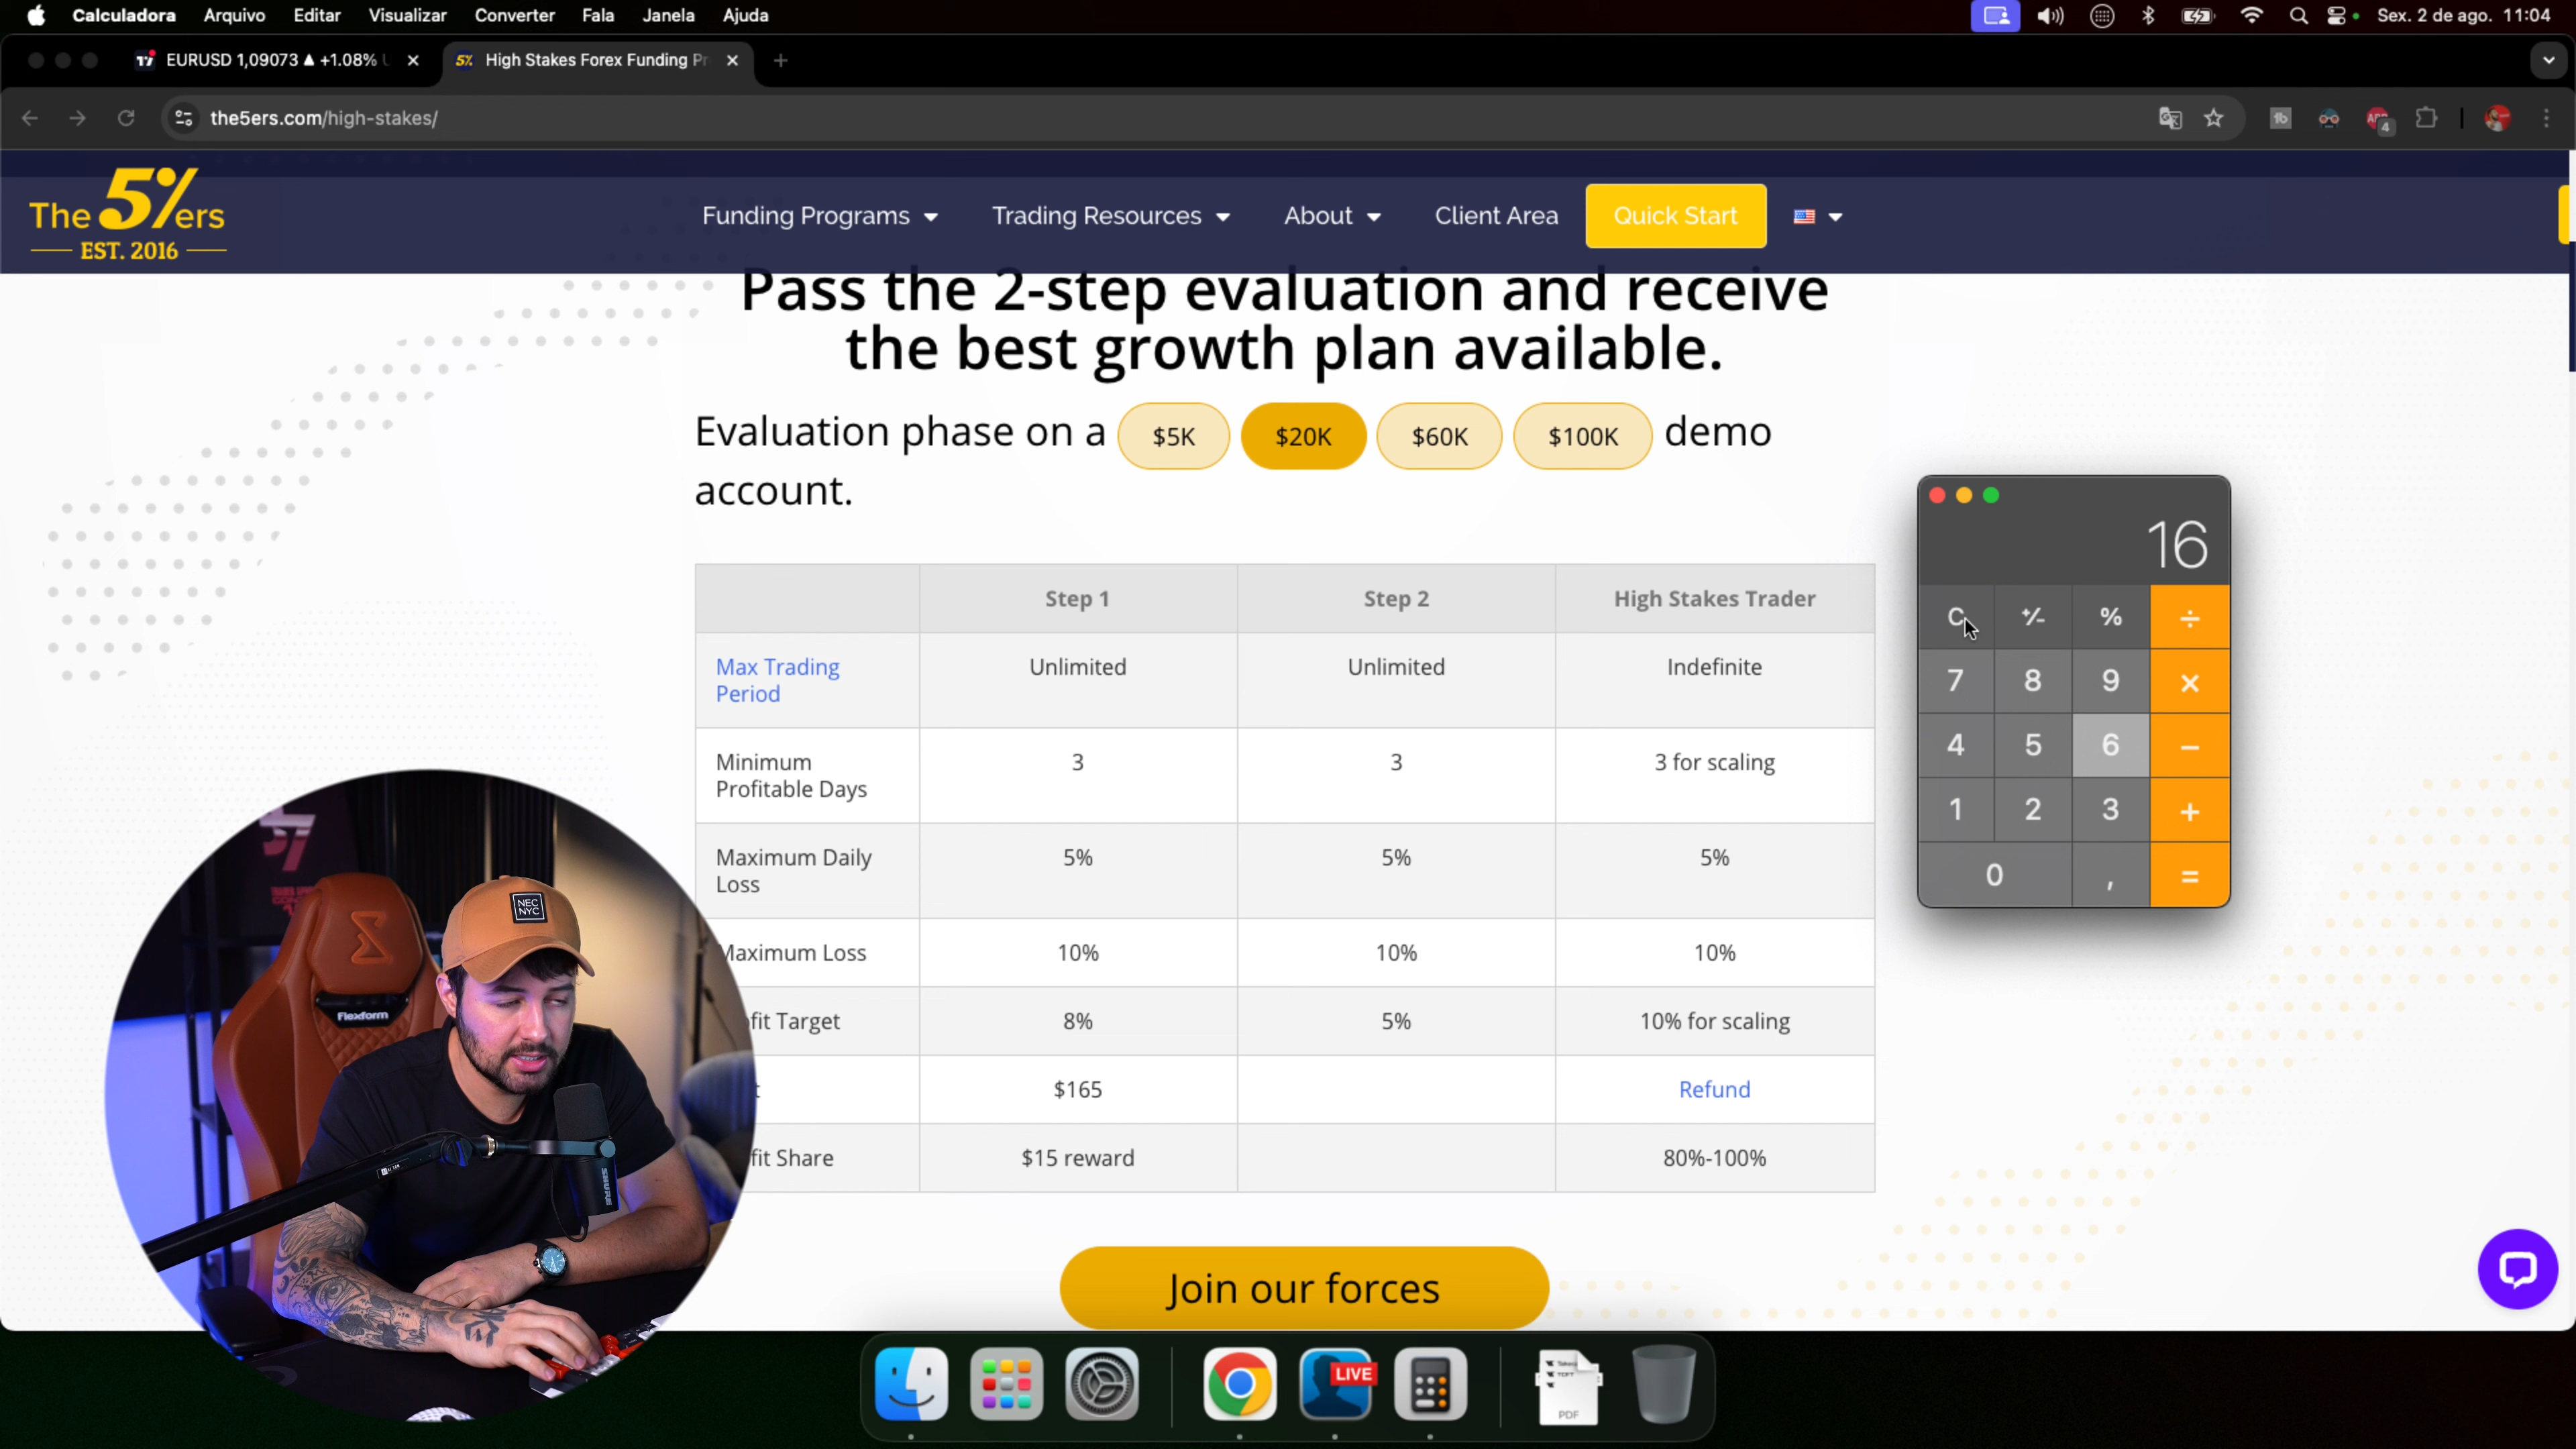 Calculadora Arquivo Editar Visualizar Converter Fala Janela Ajuda Sex. 2 de ago. 11:04
EURUSD 1,09073 ▲ +1.08% High Stakes Forex Funding Pr
the5ers.com/high-stakes/
4
The 5%ers
EST. 2016
Funding Programs Trading Resources About Client Area Quick Start
Pass the 2-step evaluation and receive
the best growth plan available.
Evaluation phase on a $5K $20K $60K $100K demo
account.
Step 1 Step 2 High Stakes Trader
Max Trading
Period
Unlimited Unlimited Indefinite
Minimum
Profitable Days
3 3 3 for scaling
Maximum Daily
Loss
5% 5% 5%
Maximum Loss 10% 10% 10%
fit Target 8% 5% 10% for scaling
t $165 Refund
fit Share $15 reward 80%-100%
Join our forces
16
C +/- % ÷
7 8 9 ×
4 5 6 −
1 2 3 +
0 , =
NEC
NYC
Flexform
SHURE
LIVE
PDF